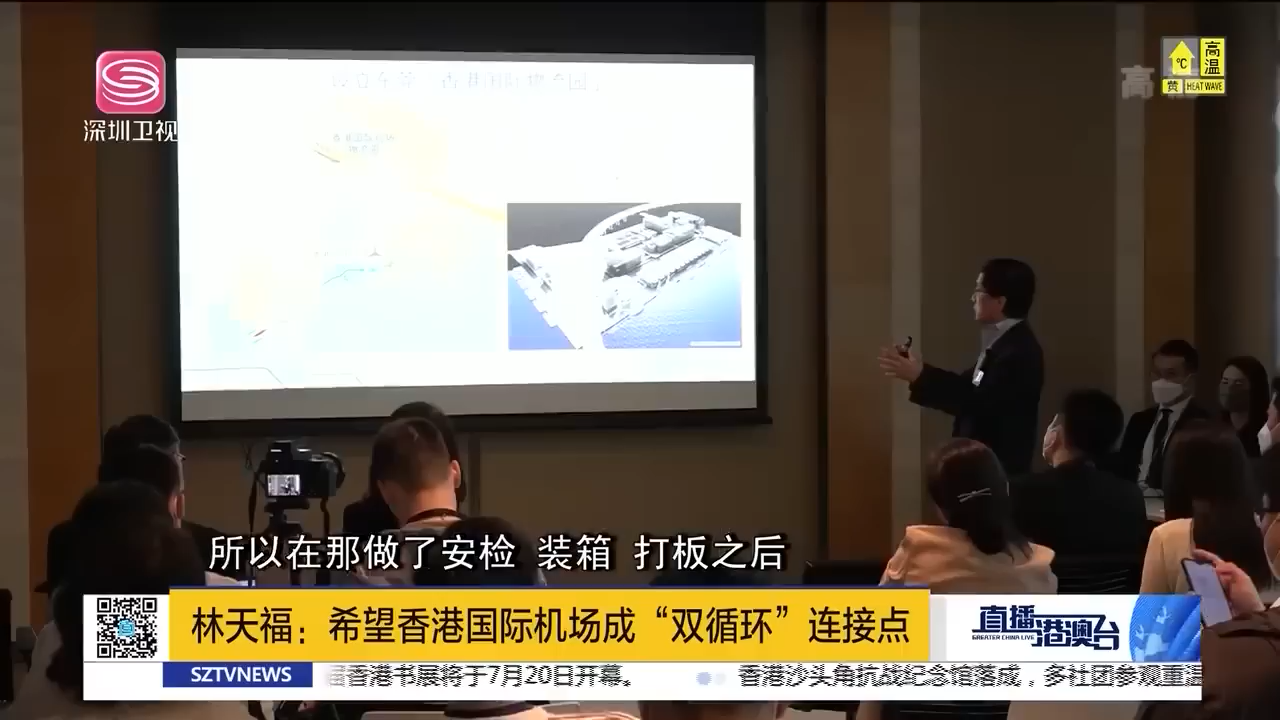 深圳卫视
高温
℃
黄 HEAT WAVE
所以在那做了安检 装箱 打板之后
林天福：希望香港国际机场成“双循环”连接点
直播港澳台
GREATER CHINA LIVE
SZTVNEWS
香港书展将于7月20日开幕。 香港沙头角抗战纪念馆落成，多社团参观重温